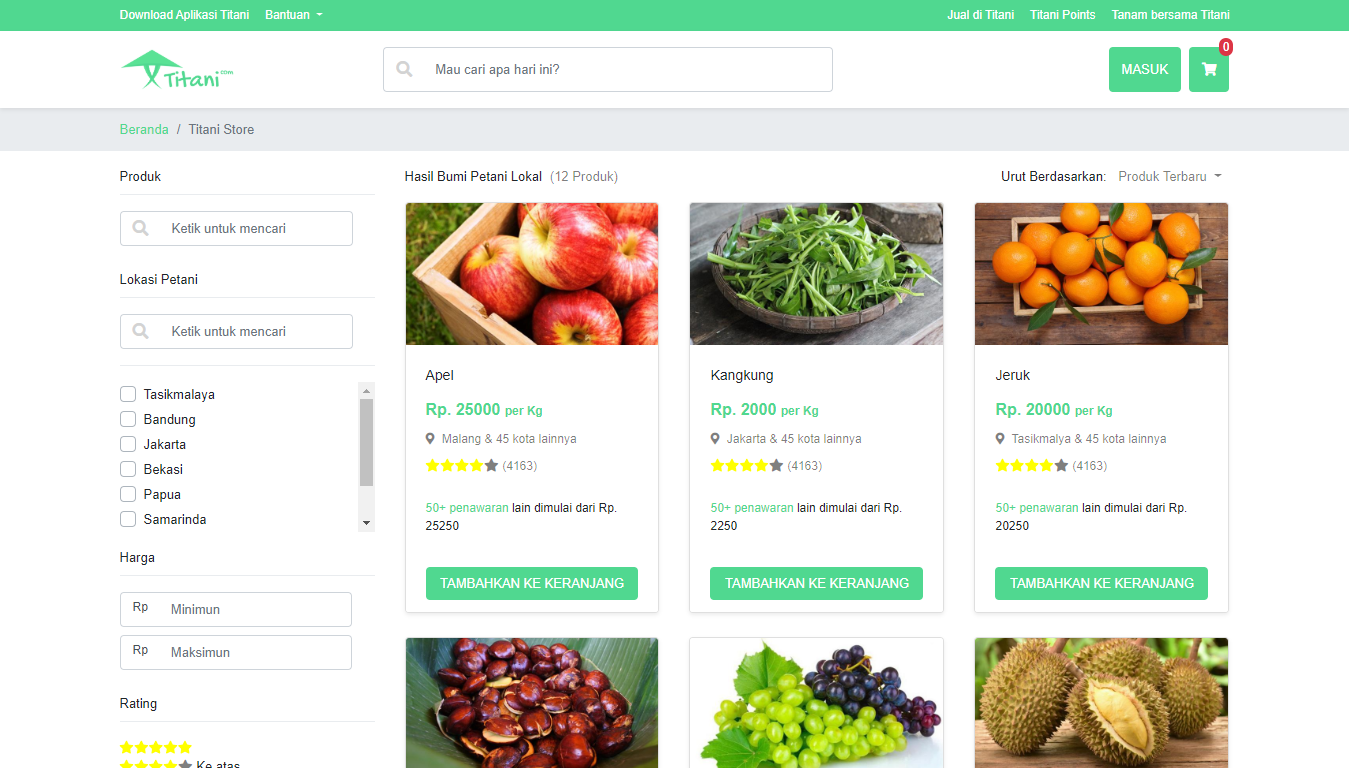 Download Aplikasi Titani Bantuan
Jual di Titani Titani Points Tanam bersama Titani
Titani.com
Mau cari apa hari ini?
MASUK
0
Beranda / Titani Store
Produk
Ketik untuk mencari
Lokasi Petani
Ketik untuk mencari
Tasikmalaya
Bandung
Jakarta
Bekasi
Papua
Samarinda
Harga
Rp Minimun
Rp Maksimun
Rating
Ke atas
Hasil Bumi Petani Lokal (12 Produk)
Urut Berdasarkan: Produk Terbaru
Apel
Rp. 25000 per Kg
Malang & 45 kota lainnya
(4163)
50+ penawaran lain dimulai dari Rp.
25250
TAMBAHKAN KE KERANJANG
Kangkung
Rp. 2000 per Kg
Jakarta & 45 kota lainnya
(4163)
50+ penawaran lain dimulai dari Rp.
2250
TAMBAHKAN KE KERANJANG
Jeruk
Rp. 20000 per Kg
Tasikmalya & 45 kota lainnya
(4163)
50+ penawaran lain dimulai dari Rp.
20250
TAMBAHKAN KE KERANJANG